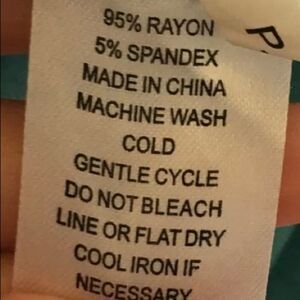 P
95% RAYON
5% SPANDEX
MADE IN CHINA
MACHINE WASH
COLD
GENTLE CYCLE
DO NOT BLEACH
LINE OR FLAT DRY
COOL IRON IF
NECESSARY